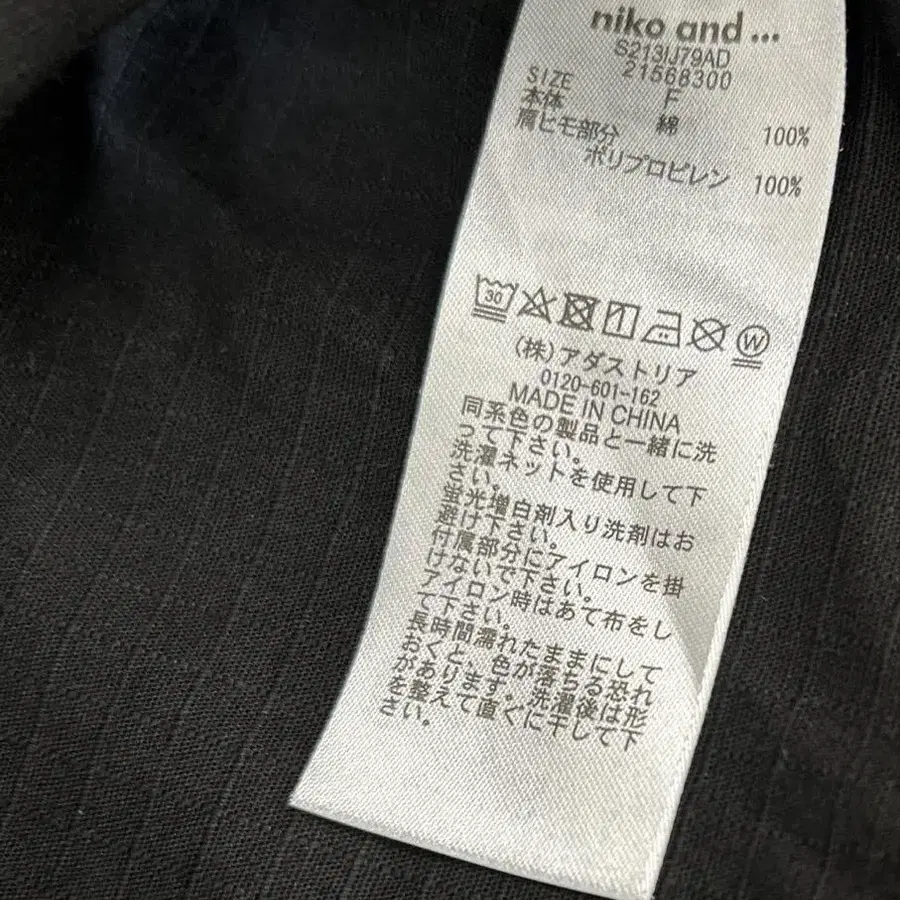 niko and ...
S213IJ79AD
21568300
SIZE F
本体 綿 100%
肩ヒモ部分
ポリプロピレン 100%
30
W
(株)アダストリア
0120-601-162
MADE IN CHINA
同系色の製品と一緒に洗
って下さい。
洗濯ネットを使用して下
さい。
蛍光増白剤入り洗剤はお
避け下さい。
付属部分にアイロンを掛
けないで下さい。
アイロン時はあて布をし
て下さい。
長時間濡れたままにして
おくと、色が落ちる恐れ
があります。洗濯後は形
を整えて直ぐに干して下
さい。